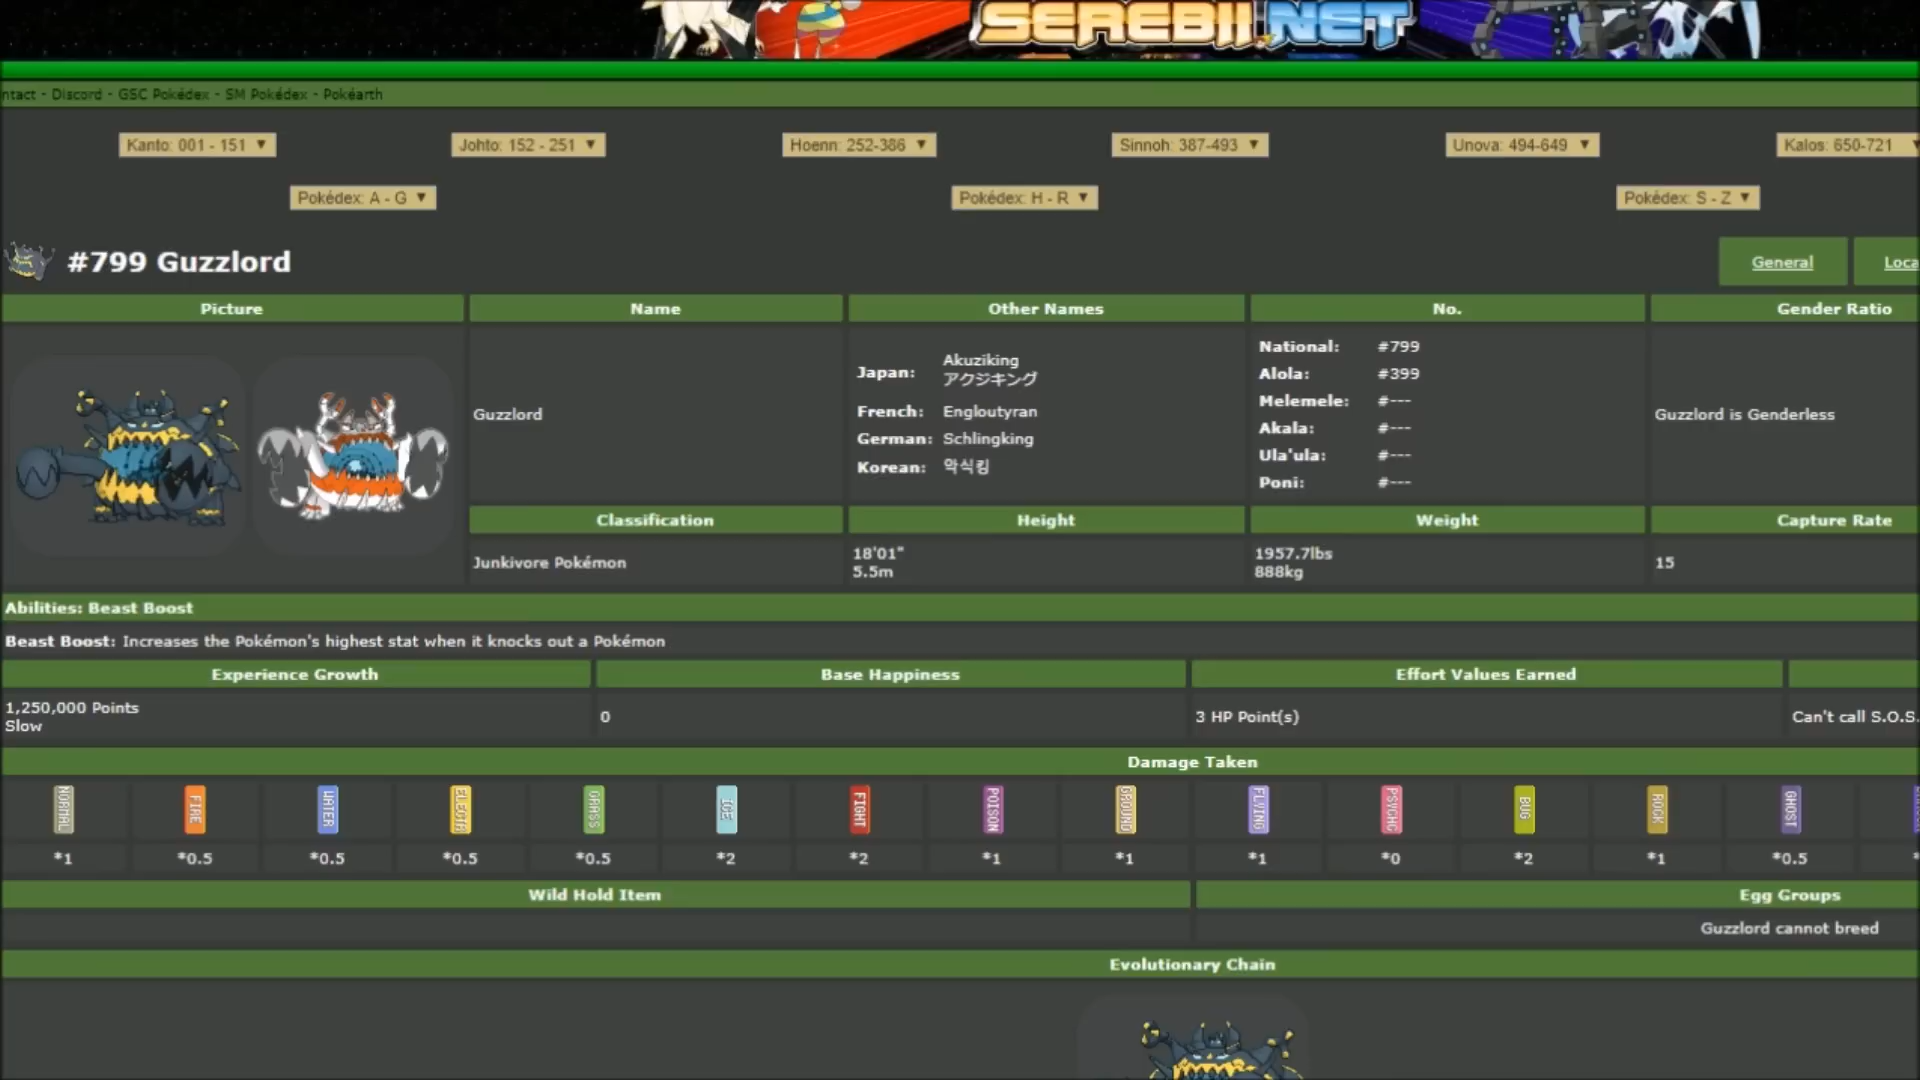 SEREBII.NET
ntact - Discord - GSC Pokédex - SM Pokédex - Pokéarth
Kanto: 001 - 151 ▼
Johto: 152 - 251 ▼
Hoenn: 252-386 ▼
Sinnoh: 387-493 ▼
Unova: 494-649 ▼
Kalos: 650-721 ▼
Pokédex: A - G ▼
Pokédex: H - R ▼
Pokédex: S - Z ▼
#799 Guzzlord
General
Loca
Picture
Name
Other Names
No.
Gender Ratio
Guzzlord
Japan: Akuziking
アクジキング
French: Engloutyran
German: Schlingking
Korean: 악식킹
National: #799
Alola: #399
Melemele: #---
Akala: #---
Ula'ula: #---
Poni: #---
Guzzlord is Genderless
Classification
Height
Weight
Capture Rate
Junkivore Pokémon
18'01"
5.5m
1957.7lbs
888kg
15
Abilities: Beast Boost
Beast Boost: Increases the Pokémon's highest stat when it knocks out a Pokémon
Experience Growth
Base Happiness
Effort Values Earned
1,250,000 Points
Slow
0
3 HP Point(s)
Can't call S.O.S.
Damage Taken
NORMAL
FIRE
WATER
ELECTR
GRASS
ICE
FIGHT
POISON
GROUND
FLYING
PSYCHC
BUG
ROCK
GHOST
*1
*0.5
*0.5
*0.5
*0.5
*2
*2
*1
*1
*1
*0
*2
*1
*0.5
*
Wild Hold Item
Egg Groups
Guzzlord cannot breed
Evolutionary Chain